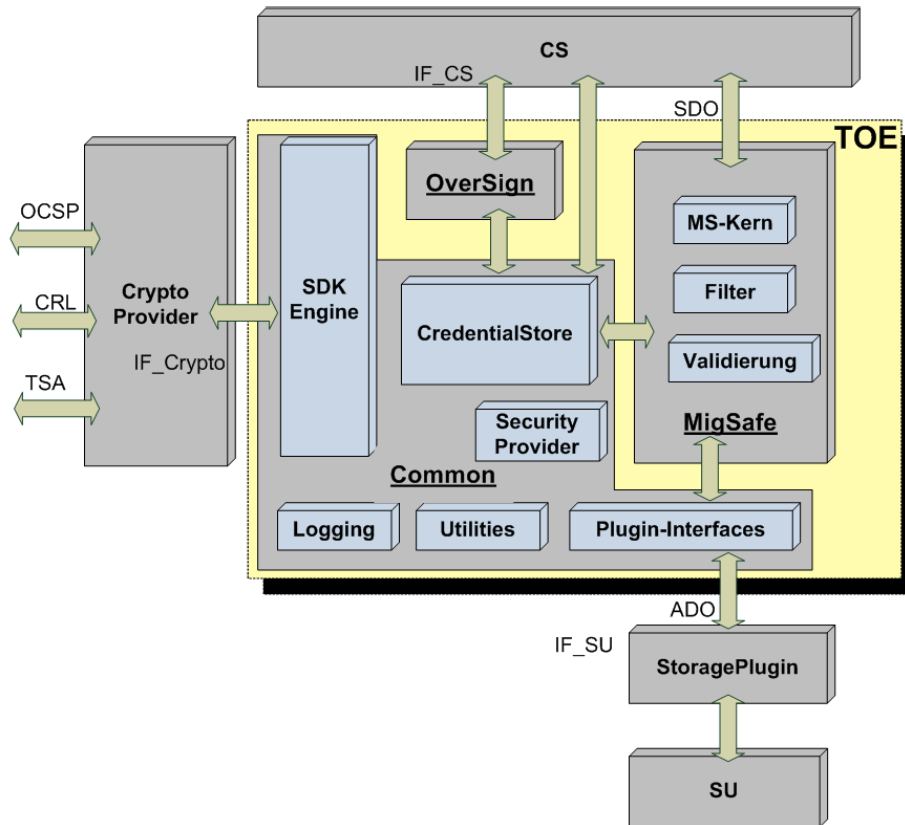 CS
IF_CS
SDO
TOE
OverSign
OCSP
MS-Kern
SDK
Engine
Filter
Crypto
Provider
CRL
CredentialStore
Validierung
IF_Crypto
TSA
Security
Provider
MigSafe
Common
Logging
Utilities
Plugin-Interfaces
ADO
IF_SU
StoragePlugin
SU